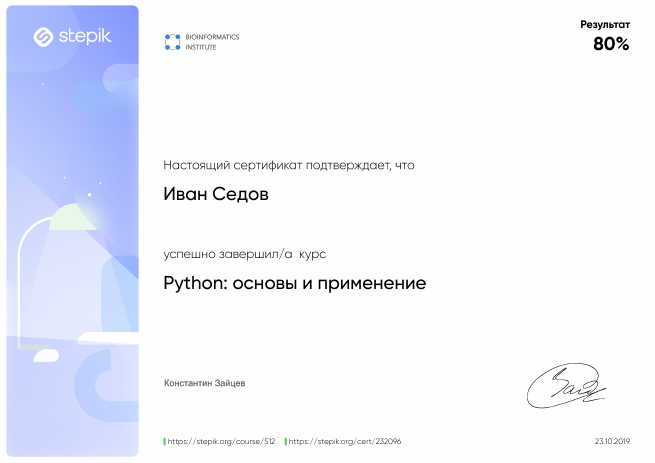 stepik
BIOINFORMATICS
INSTITUTE
Результат
80%
Настоящий сертификат подтверждает, что
Иван Седов
успешно завершил/а курс
Python: основы и применение
Константин Зайцев
https://stepik.org/course/512 https://stepik.org/cert/232096 23.10.2019